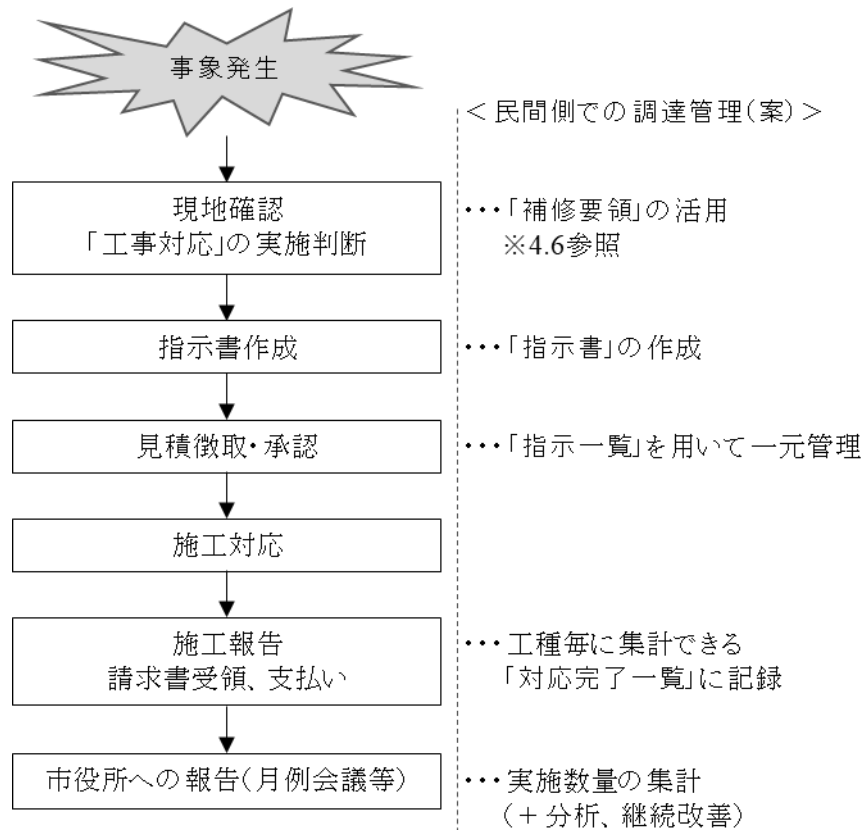 事象発生
<民間側での調達管理(案)>
現地確認
「工事対応」の実施判断
・・・「補修要領」の活用
※4.6参照
指示書作成
・・・「指示書」の作成
見積徴取・承認
・・・「指示一覧」を用いて一元管理
施工対応
施工報告
請求書受領、支払い
・・・工種毎に集計できる
「対応完了一覧」に記録
市役所への報告(月例会議等)
・・・実施数量の集計
(+分析、継続改善)